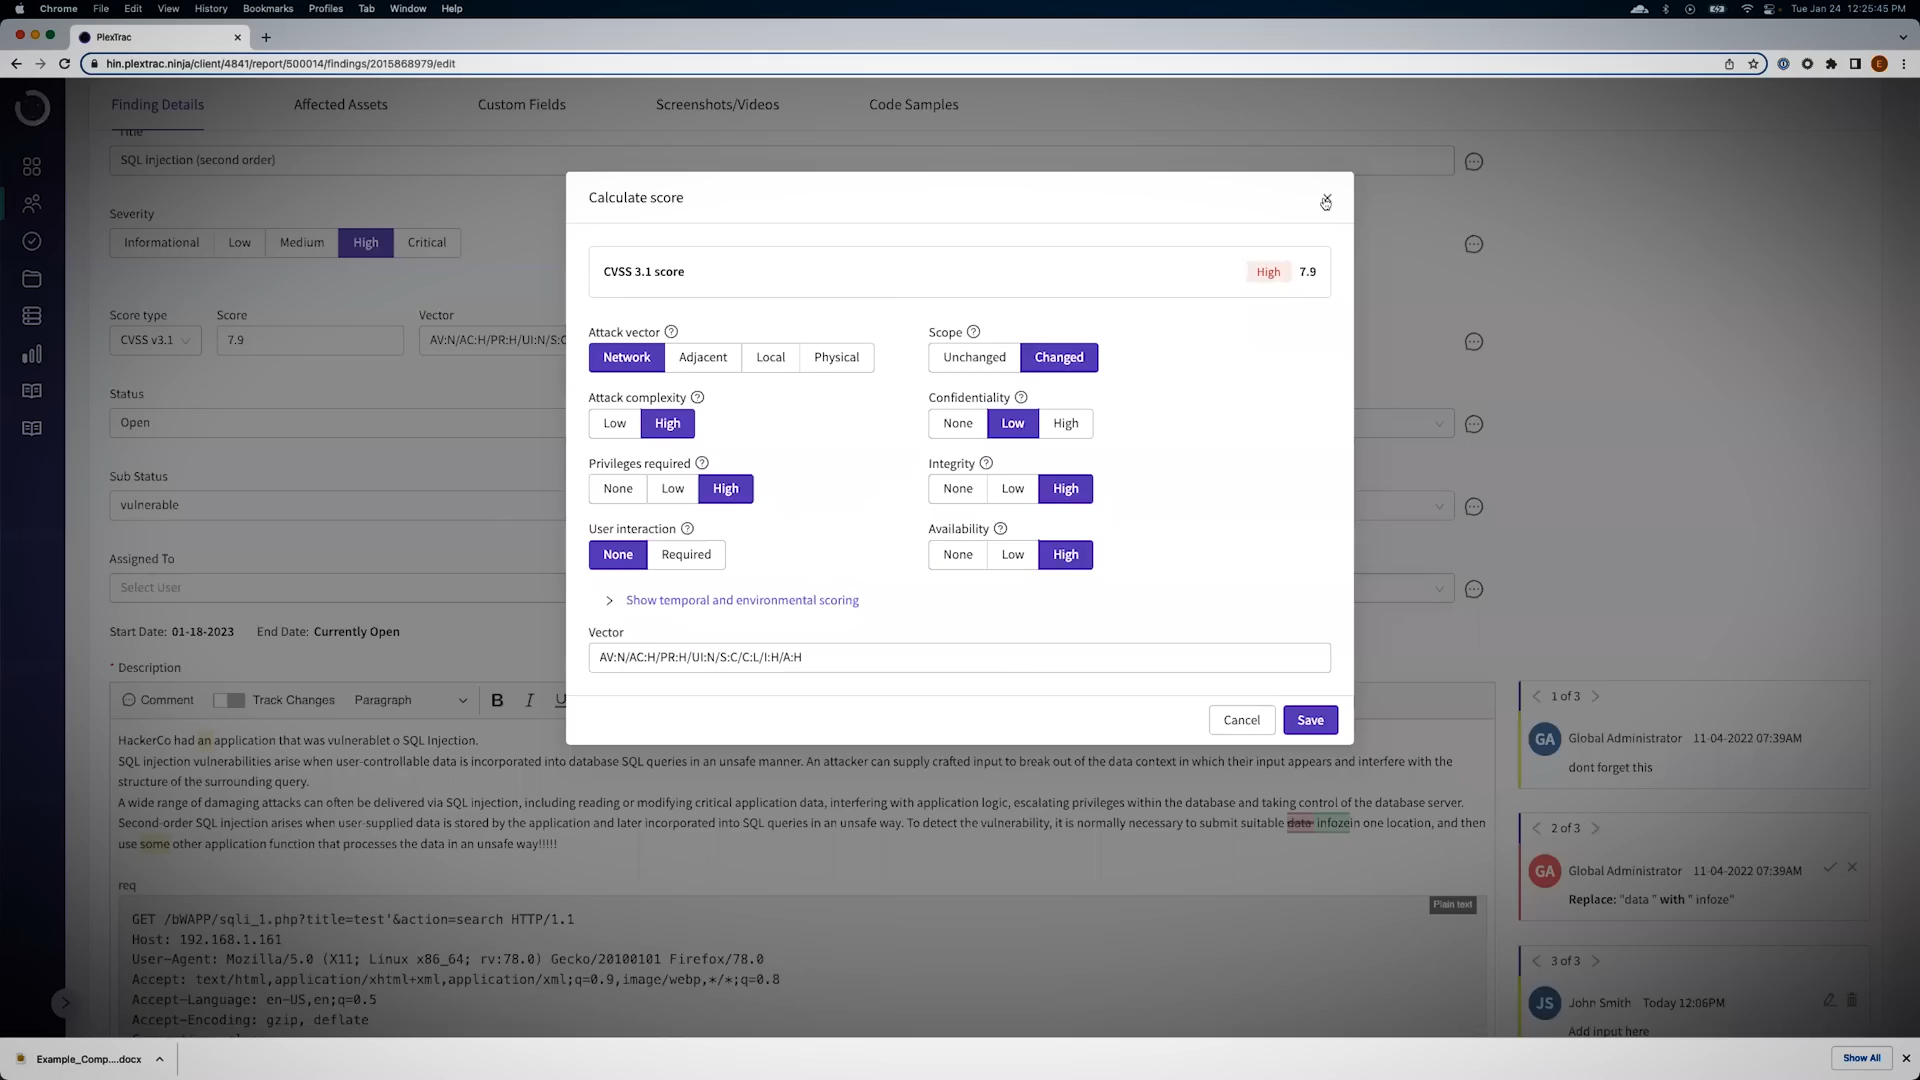 Chrome File Edit View History Bookmarks Profiles Tab Window Help Tue Jan 24 12:25:45 PM
PlexTrac
hin.plextrac.ninja/client/4841/report/500014/findings/2015868979/edit
E
Finding Details Affected Assets Custom Fields Screenshots/Videos Code Samples
Title
SQL injection (second order)
Severity
Informational Low Medium High Critical
Score type Score Vector
CVSS v3.1 7.9 AV:N/AC:H/PR:H/UI:N/S:C
Status
Open
Sub Status
vulnerable
Assigned To
Select User
Start Date: 01-18-2023 End Date: Currently Open
* Description
Comment Track Changes Paragraph B I U
HackerCo had an application that was vulnerablet o SQL Injection.
SQL injection vulnerabilities arise when user-controllable data is incorporated into database SQL queries in an unsafe manner. An attacker can supply crafted input to break out of the data context in which their input appears and interfere with the
structure of the surrounding query.
A wide range of damaging attacks can often be delivered via SQL injection, including reading or modifying critical application data, interfering with application logic, escalating privileges within the database and taking control of the database server.
Second-order SQL injection arises when user-supplied data is stored by the application and later incorporated into SQL queries in an unsafe way. To detect the vulnerability, it is normally necessary to submit suitable data infozein one location, and then
use some other application function that processes the data in an unsafe way!!!!!
req
Plain text
GET /bWAPP/sqli_1.php?title=test'&action=search HTTP/1.1
Host: 192.168.1.161
User-Agent: Mozilla/5.0 (X11; Linux x86_64; rv:78.0) Gecko/20100101 Firefox/78.0
Accept: text/html,application/xhtml+xml,application/xml;q=0.9,image/webp,*/*;q=0.8
Accept-Language: en-US,en;q=0.5
Accept-Encoding: gzip, deflate
Calculate score
CVSS 3.1 score High 7.9
Attack vector
Network Adjacent Local Physical
Attack complexity
Low High
Privileges required
None Low High
User interaction
None Required
Scope
Unchanged Changed
Confidentiality
None Low High
Integrity
None Low High
Availability
None Low High
Show temporal and environmental scoring
Vector
AV:N/AC:H/PR:H/UI:N/S:C/C:L/I:H/A:H
Cancel Save
1 of 3
GA Global Administrator 11-04-2022 07:39AM
dont forget this
2 of 3
GA Global Administrator 11-04-2022 07:39AM
Replace: "data " with " infoze"
3 of 3
JS John Smith Today 12:06PM
Add input here
Example_Comp....docx Show All